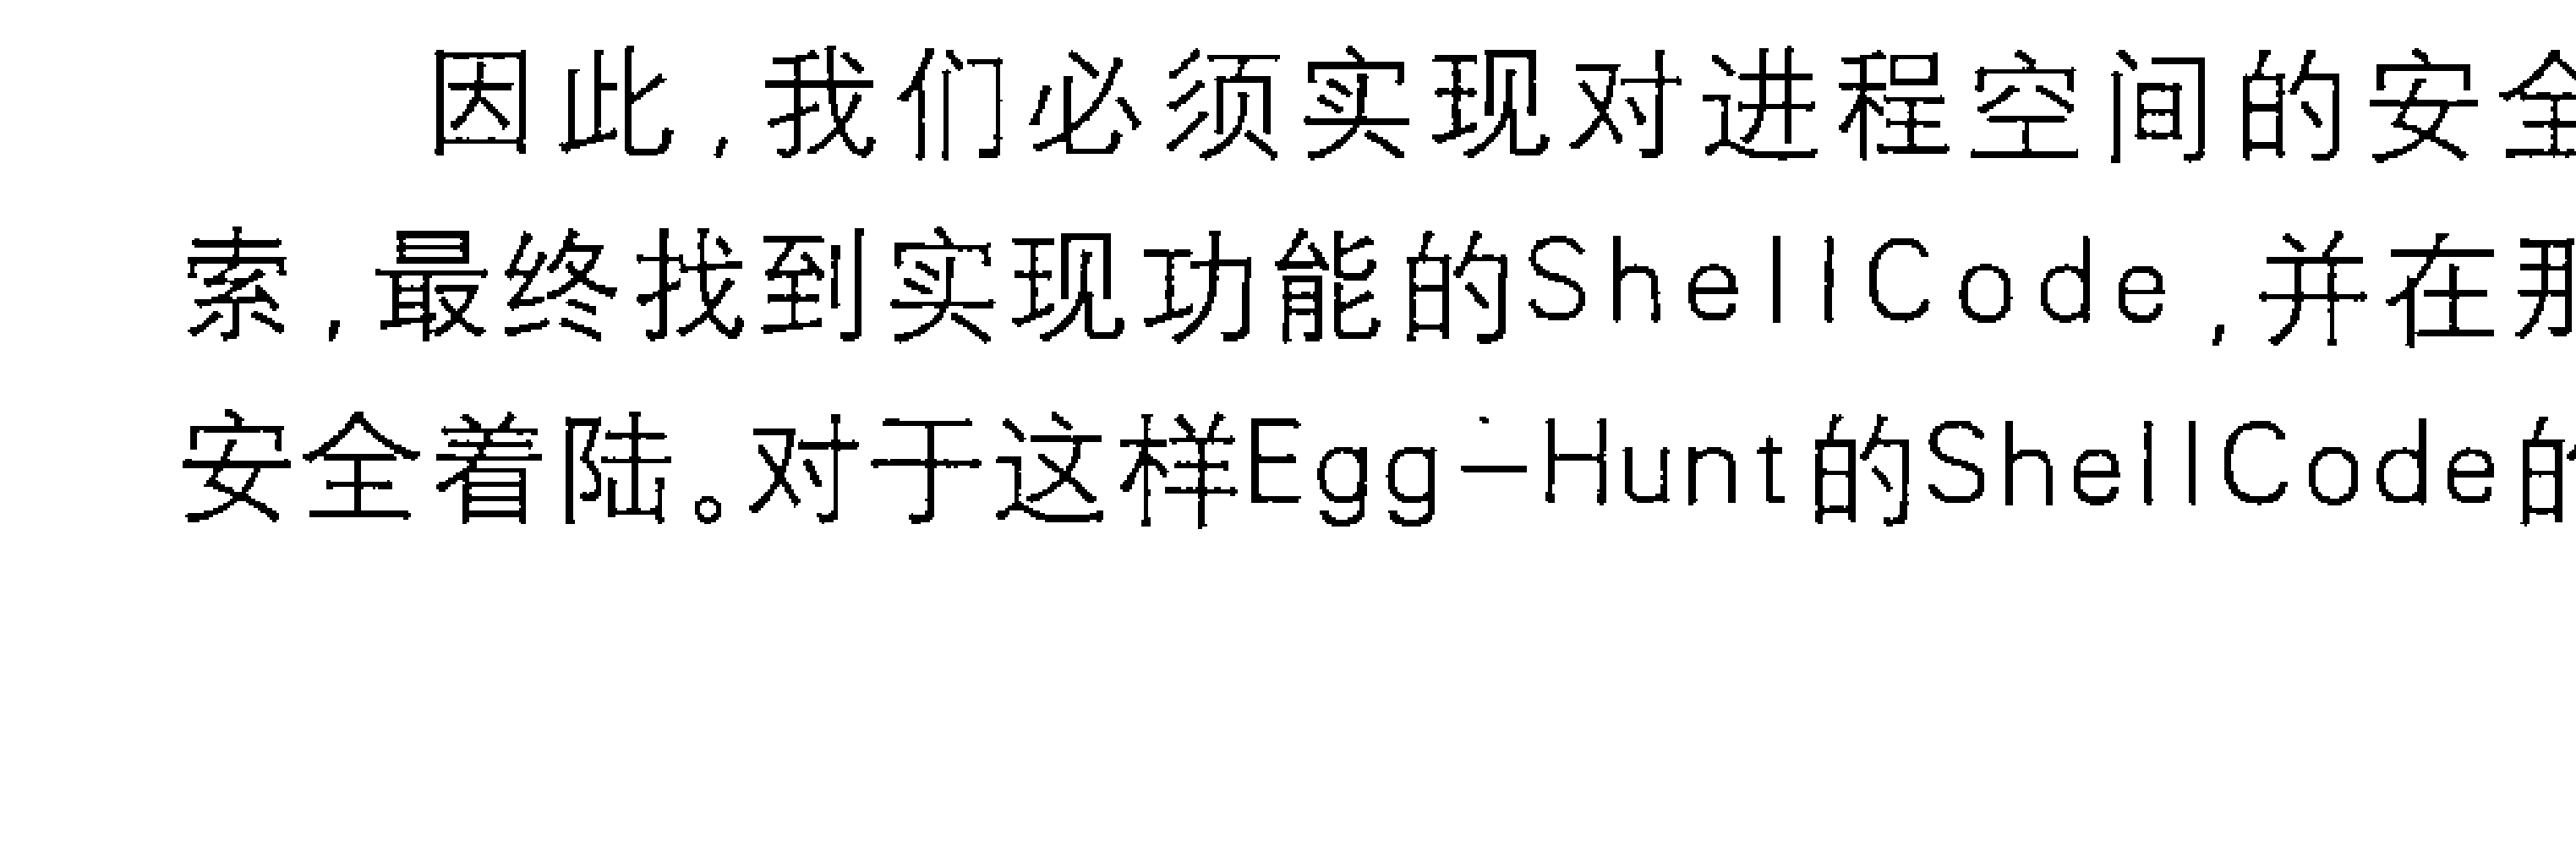 因此,我们必须实现对进程空间的安全
索,最终找到实现功能的ShellCode,并在那
安全着陆。对于这样Egg-Hunt的ShellCode的